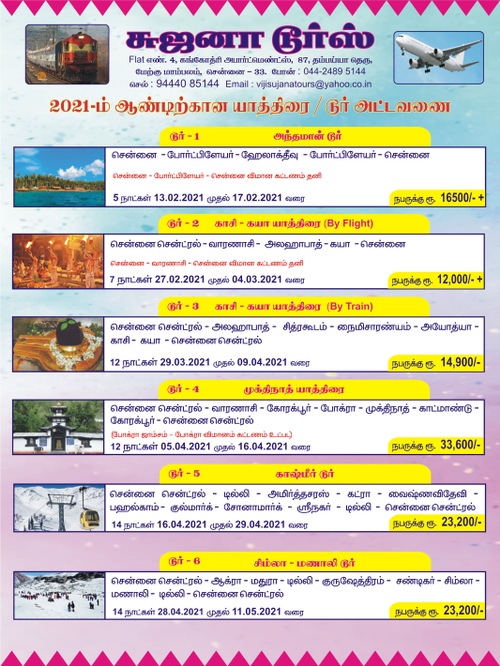 சுஜனா டூர்ஸ்
Flat எண். 4, கங்கோத்ரி அபார்ட்மெண்ட்ஸ், 87, தம்பய்யா தெரு,
மேற்கு மாம்பலம், சென்னை - 33. போன் : 044-2489 5144
செல் : 94440 85144 Email : vijisujanatours@yahoo.co.in
2021-ம் ஆண்டிற்கான யாத்திரை / டூர் அட்டவணை
டூர் - 1 அந்தமான் டூர்
சென்னை - போர்ட்பிளேயர் - ஹேலாக்தீவு - போர்ட்பிளேயர் - சென்னை
சென்னை - போர்ட்பிளேயர் - சென்னை விமான கட்டணம் தனி
5 நாட்கள் 13.02.2021 முதல் 17.02.2021 வரை நபருக்கு ரூ. 16500/- +
டூர் - 2 காசி - கயா யாத்திரை (By Flight)
சென்னை சென்ட்ரல் - வாரணாசி - அலஹாபாத் - கயா - சென்னை
சென்னை - வாரணாசி - சென்னை விமான கட்டணம் தனி
7 நாட்கள் 27.02.2021 முதல் 04.03.2021 வரை நபருக்கு ரூ. 12,000/- +
டூர் - 3 காசி - கயா யாத்திரை (By Train)
சென்னை சென்ட்ரல் - அலஹாபாத் - சித்ரகூடம் - நைமிசாரண்யம் - அயோத்யா -
காசி - கயா - சென்னை சென்ட்ரல்
12 நாட்கள் 29.03.2021 முதல் 09.04.2021 வரை நபருக்கு ரூ. 14,900/-
டூர் - 4 முக்திநாத் யாத்திரை
சென்னை சென்ட்ரல் - வாரணாசி - கோரக்பூர் - போக்ரா - முக்திநாத் - காட்மாண்டு -
கோரக்பூர் - சென்னை சென்ட்ரல்
(போக்ரா ஜாம்சம் - போக்ரா விமானம் கட்டணம் உட்பட)
12 நாட்கள் 05.04.2021 முதல் 16.04.2021 வரை நபருக்கு ரூ. 33,600/-
டூர் - 5 காஷ்மீர் டூர்
சென்னை சென்ட்ரல் - டில்லி - அமிர்த்தசரஸ் - கட்ரா - வைஷ்ணவிதேவி -
பஹல்காம் - குல்மார்க் - சோனாமார்க் - ஸ்ரீநகர் - டில்லி - சென்னை சென்ட்ரல்
14 நாட்கள் 16.04.2021 முதல் 29.04.2021 வரை நபருக்கு ரூ. 23,200/-
டூர் - 6 சிம்லா - மணாலி டூர்
சென்னை சென்ட்ரல் - ஆக்ரா - மதுரா - டில்லி - குருஷேத்திரம் - சண்டிகர் - சிம்லா -
மணாலி - டில்லி - சென்னை சென்ட்ரல்
14 நாட்கள் 28.04.2021 முதல் 11.05.2021 வரை நபருக்கு ரூ. 23,200/-